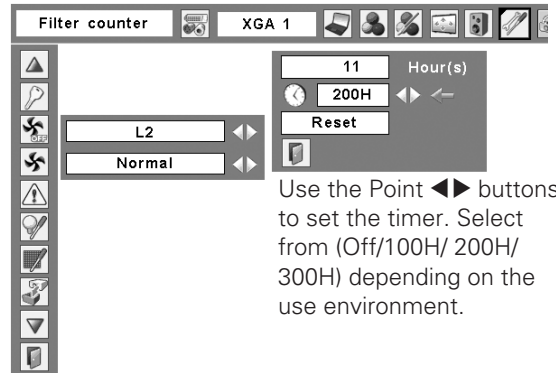 Filter counter
XGA 1
11 Hour(s)
200H
Reset
OFF
L2
Normal
Use the Point ◀▶ buttons
to set the timer. Select
from (Off/100H/ 200H/
300H) depending on the
use environment.